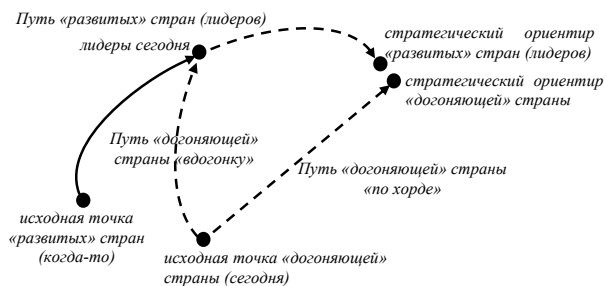 Путь «развитых» стран (лидеров)
лидеры сегодня
стратегический ориентир
«развитых» стран (лидеров)
стратегический ориентир
«догоняющей» страны
Путь «догоняющей»
страны «вдогонку»
Путь «догоняющей» страны
«по хорде»
исходная точка
«развитых» стран
(когда-то)
исходная точка «догоняющей»
страны (сегодня)